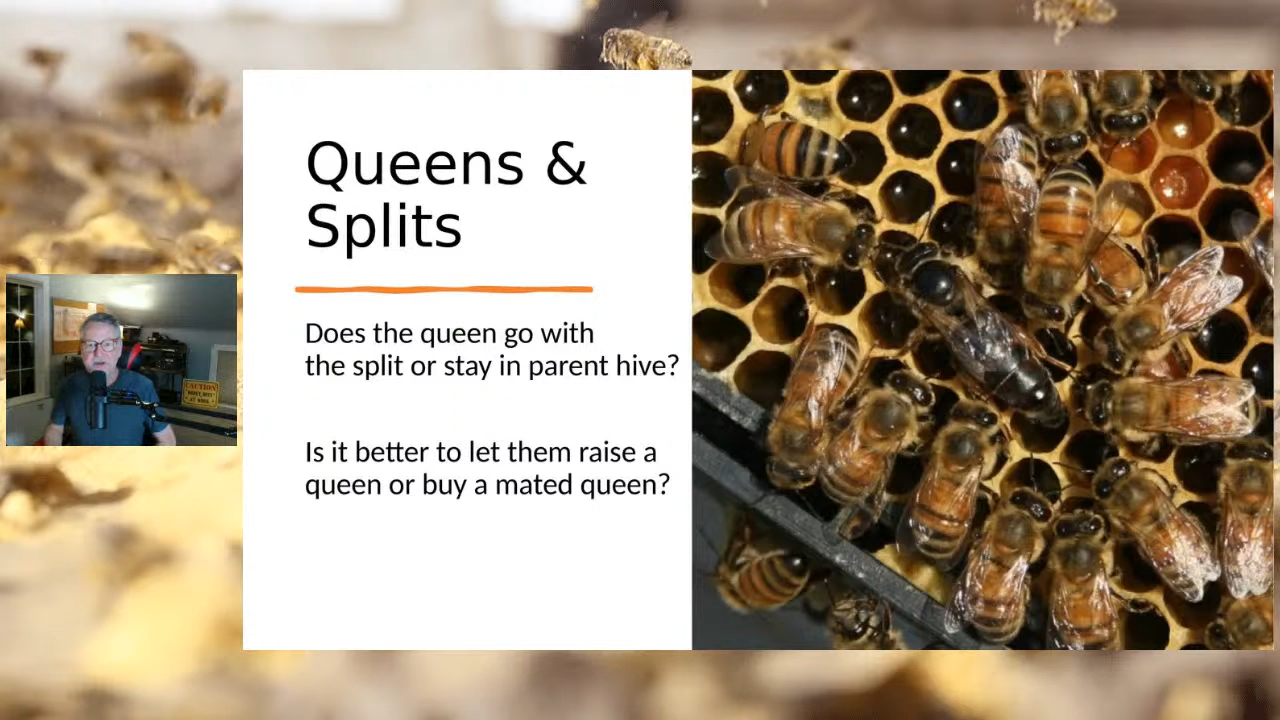 Queens &
Splits
Does the queen go with
the split or stay in parent hive?
Is it better to let them raise a
queen or buy a mated queen?
CAUTION